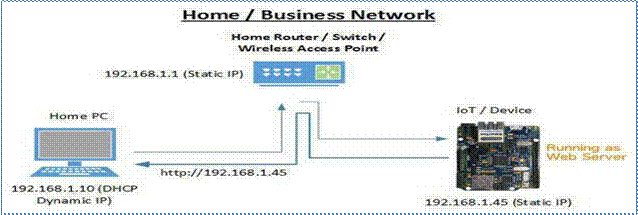 Home / Business Network
Home Router / Switch /
Wireless Access Point
192.168.1.1 (Static IP)
Home PC
IoT / Device
Running as
Web Server
http://192.168.1.45
192.168.1.10 (DHCP
Dynamic IP)
192.168.1.45 (Static IP)